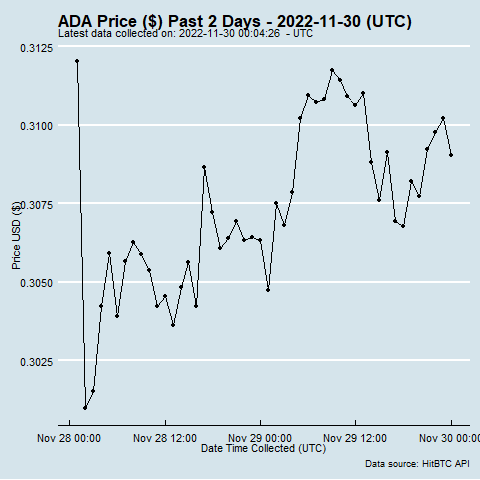 ADA Price ($) Past 2 Days - 2022-11-30 (UTC)
Latest data collected on: 2022-11-30 00:04:26 - UTC
0.3125
0.3100
0.3075
0.3050
0.3025
Price USD ($)
Nov 28 00:00 Nov 28 12:00 Nov 29 00:00 Nov 29 12:00 Nov 30 00:00
Date Time Collected (UTC)
Data source: HitBTC API